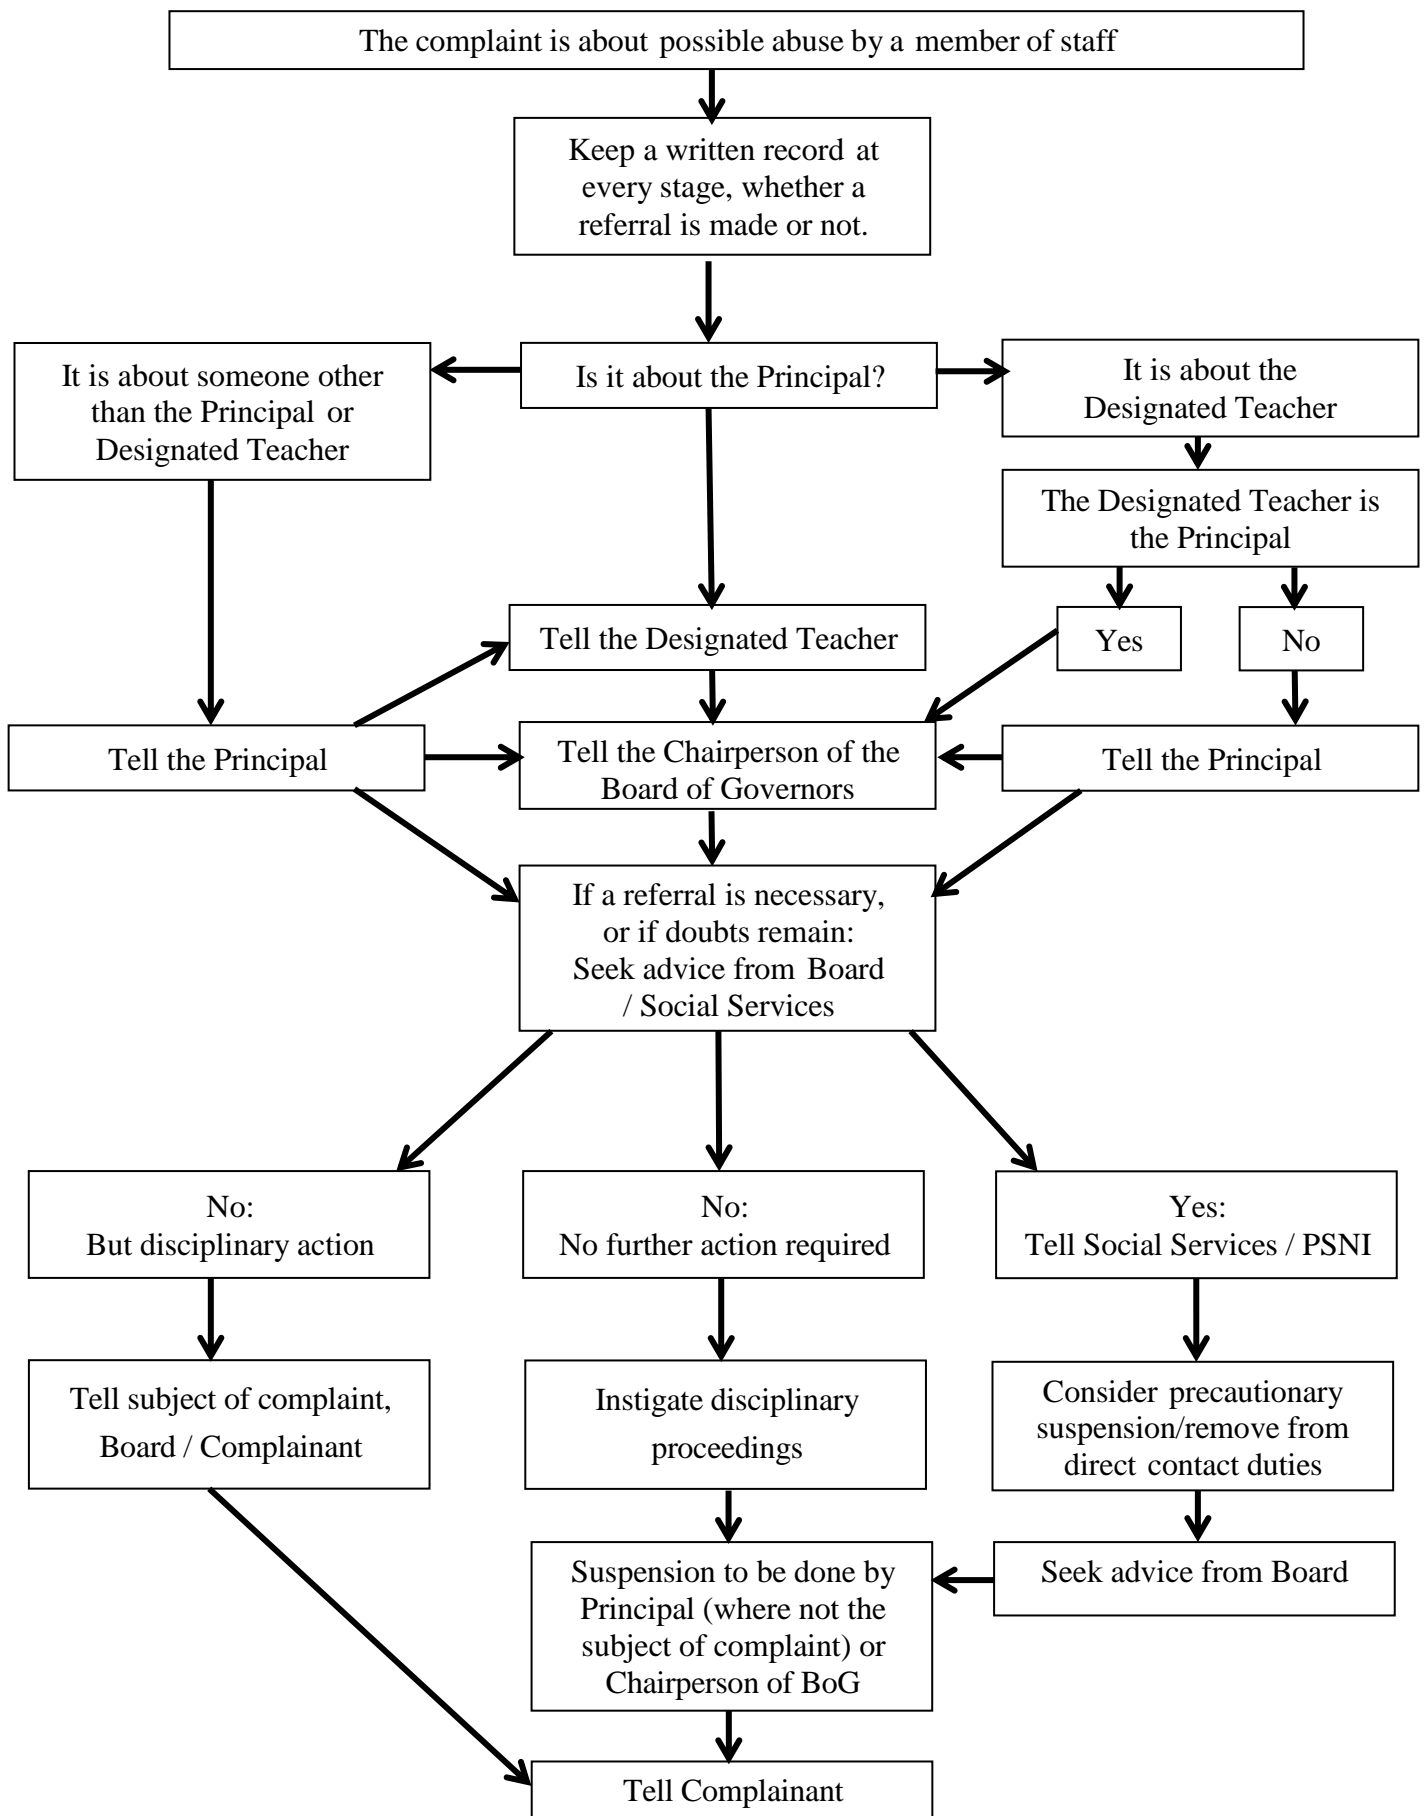 The complaint is about possible abuse by a member of staff
Keep a written record at
every stage, whether a
referral is made or not.
It is about someone other
than the Principal or
Designated Teacher
Is it about the Principal?
It is about the
Designated Teacher
The Designated Teacher is
the Principal
Tell the Designated Teacher
Yes
No
Tell the Principal
Tell the Chairperson of the
Board of Governors
Tell the Principal
If a referral is necessary,
or if doubts remain:
Seek advice from Board
/ Social Services
No:
But disciplinary action
No:
No further action required
Yes:
Tell Social Services / PSNI
Tell subject of complaint,
Board / Complainant
Instigate disciplinary
proceedings
Consider precautionary
suspension/remove from
direct contact duties
Suspension to be done by
Principal (where not the
subject of complaint) or
Chairperson of BoG
Seek advice from Board
Tell Complainant